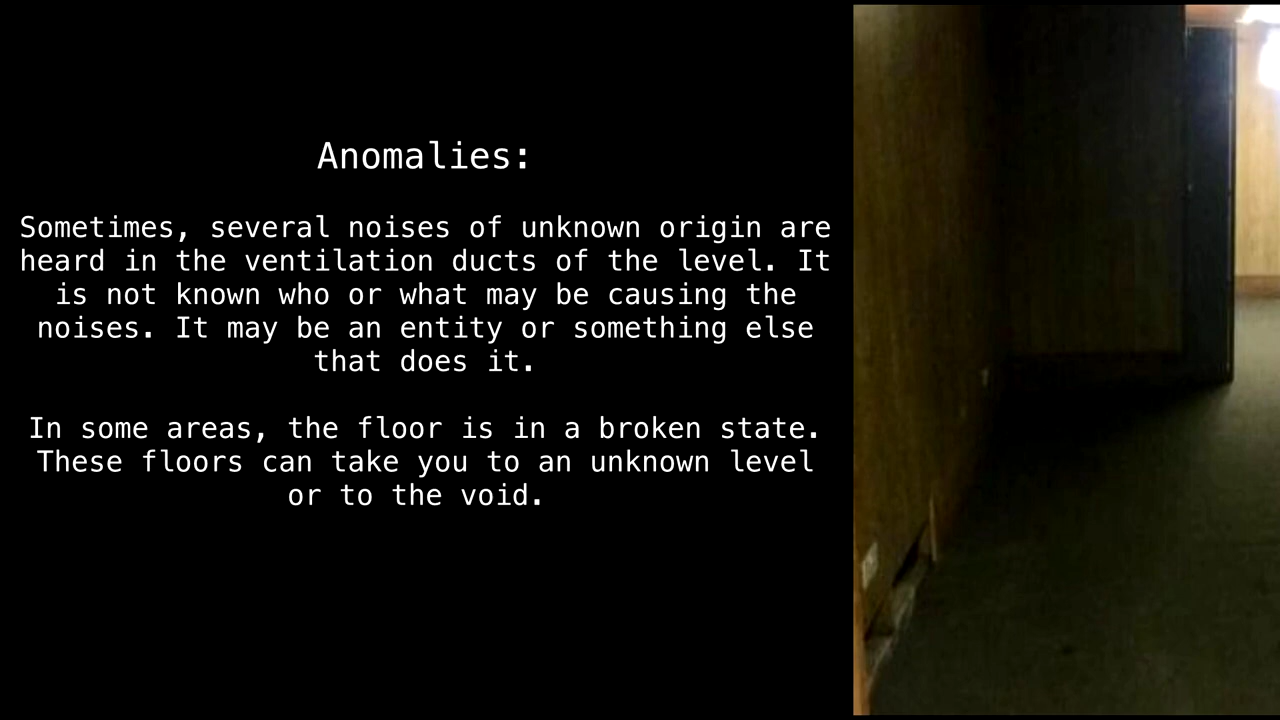 Anomalies:
Sometimes, several noises of unknown origin are
heard in the ventilation ducts of the level. It
is not known who or what may be causing the
noises. It may be an entity or something else
that does it.
In some areas, the floor is in a broken state.
These floors can take you to an unknown level
or to the void.